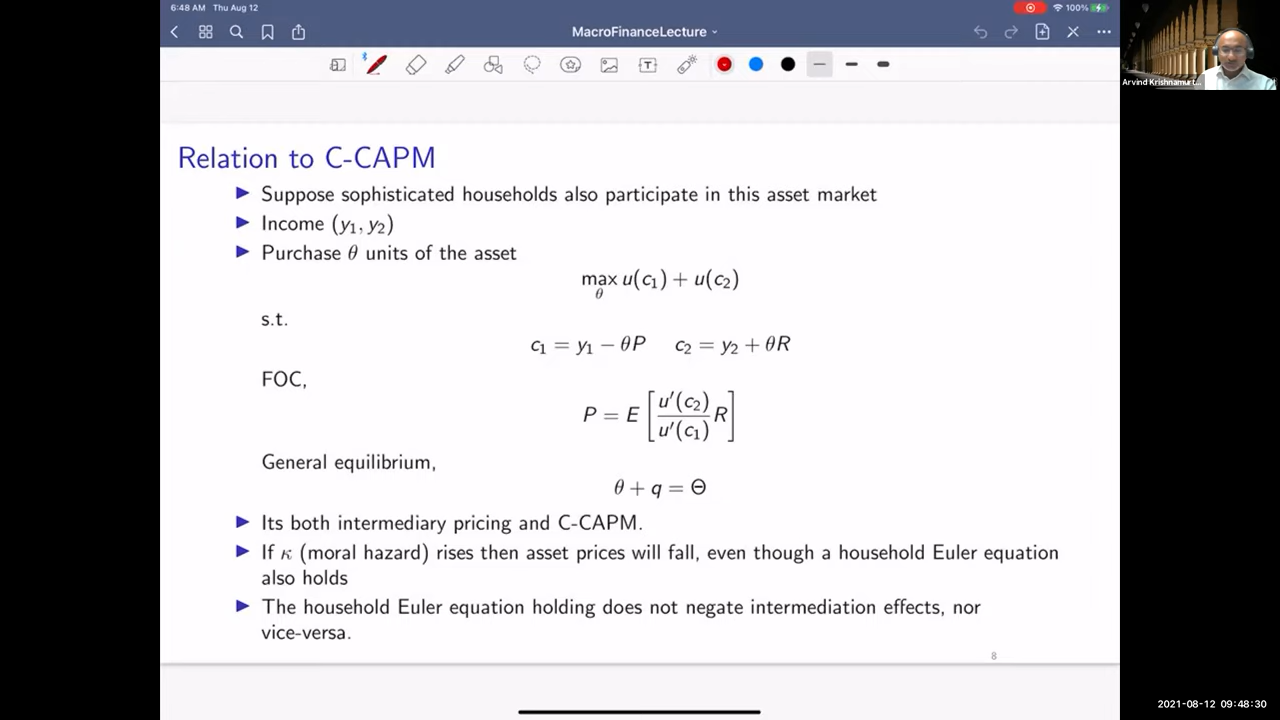 6:48 AM Thu Aug 12
100%
MacroFinanceLecture
Arvind Krishnamurt...
Relation to C-CAPM
▶ Suppose sophisticated households also participate in this asset market
▶ Income (y₁, y₂)
▶ Purchase θ units of the asset
max_θ u(c₁) + u(c₂)
s.t.
c₁ = y₁ − θP c₂ = y₂ + θR
FOC,
P = E [ u′(c₂) / u′(c₁) R ]
General equilibrium,
θ + q = Θ
▶ Its both intermediary pricing and C-CAPM.
▶ If κ (moral hazard) rises then asset prices will fall, even though a household Euler equation
also holds
▶ The household Euler equation holding does not negate intermediation effects, nor
vice-versa.
8
2021-08-12 09:48:30